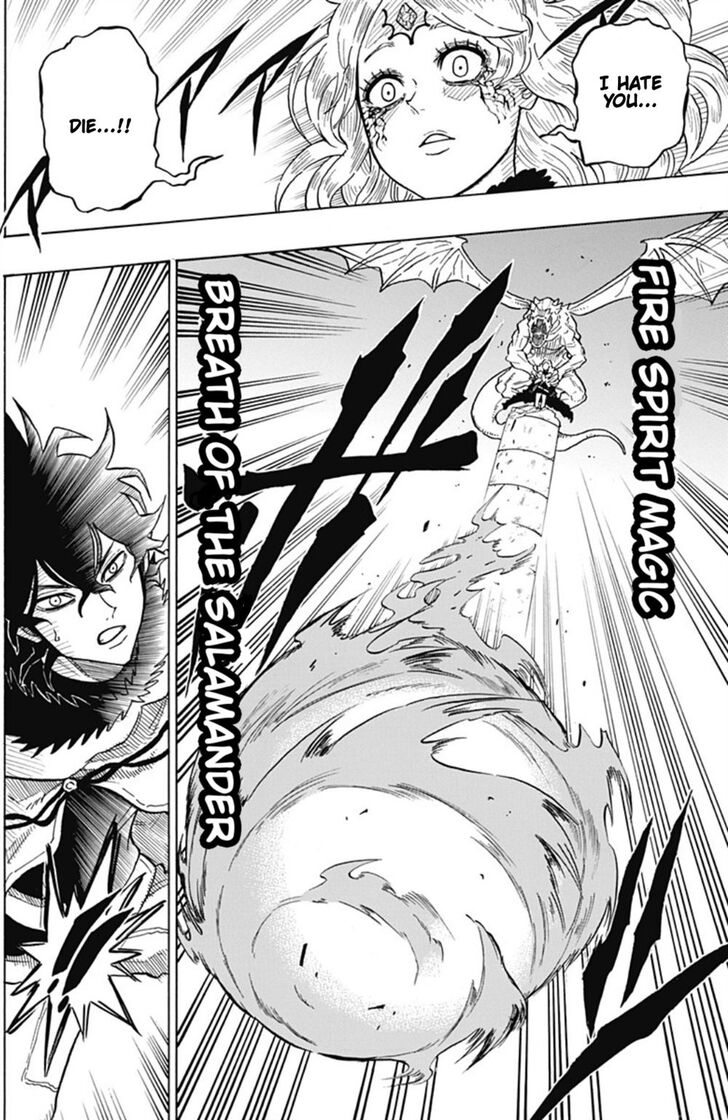 I HATE
YOU...
DIE...!!
FIRE SPIRIT MAGIC
BREATH OF THE SALAMANDER